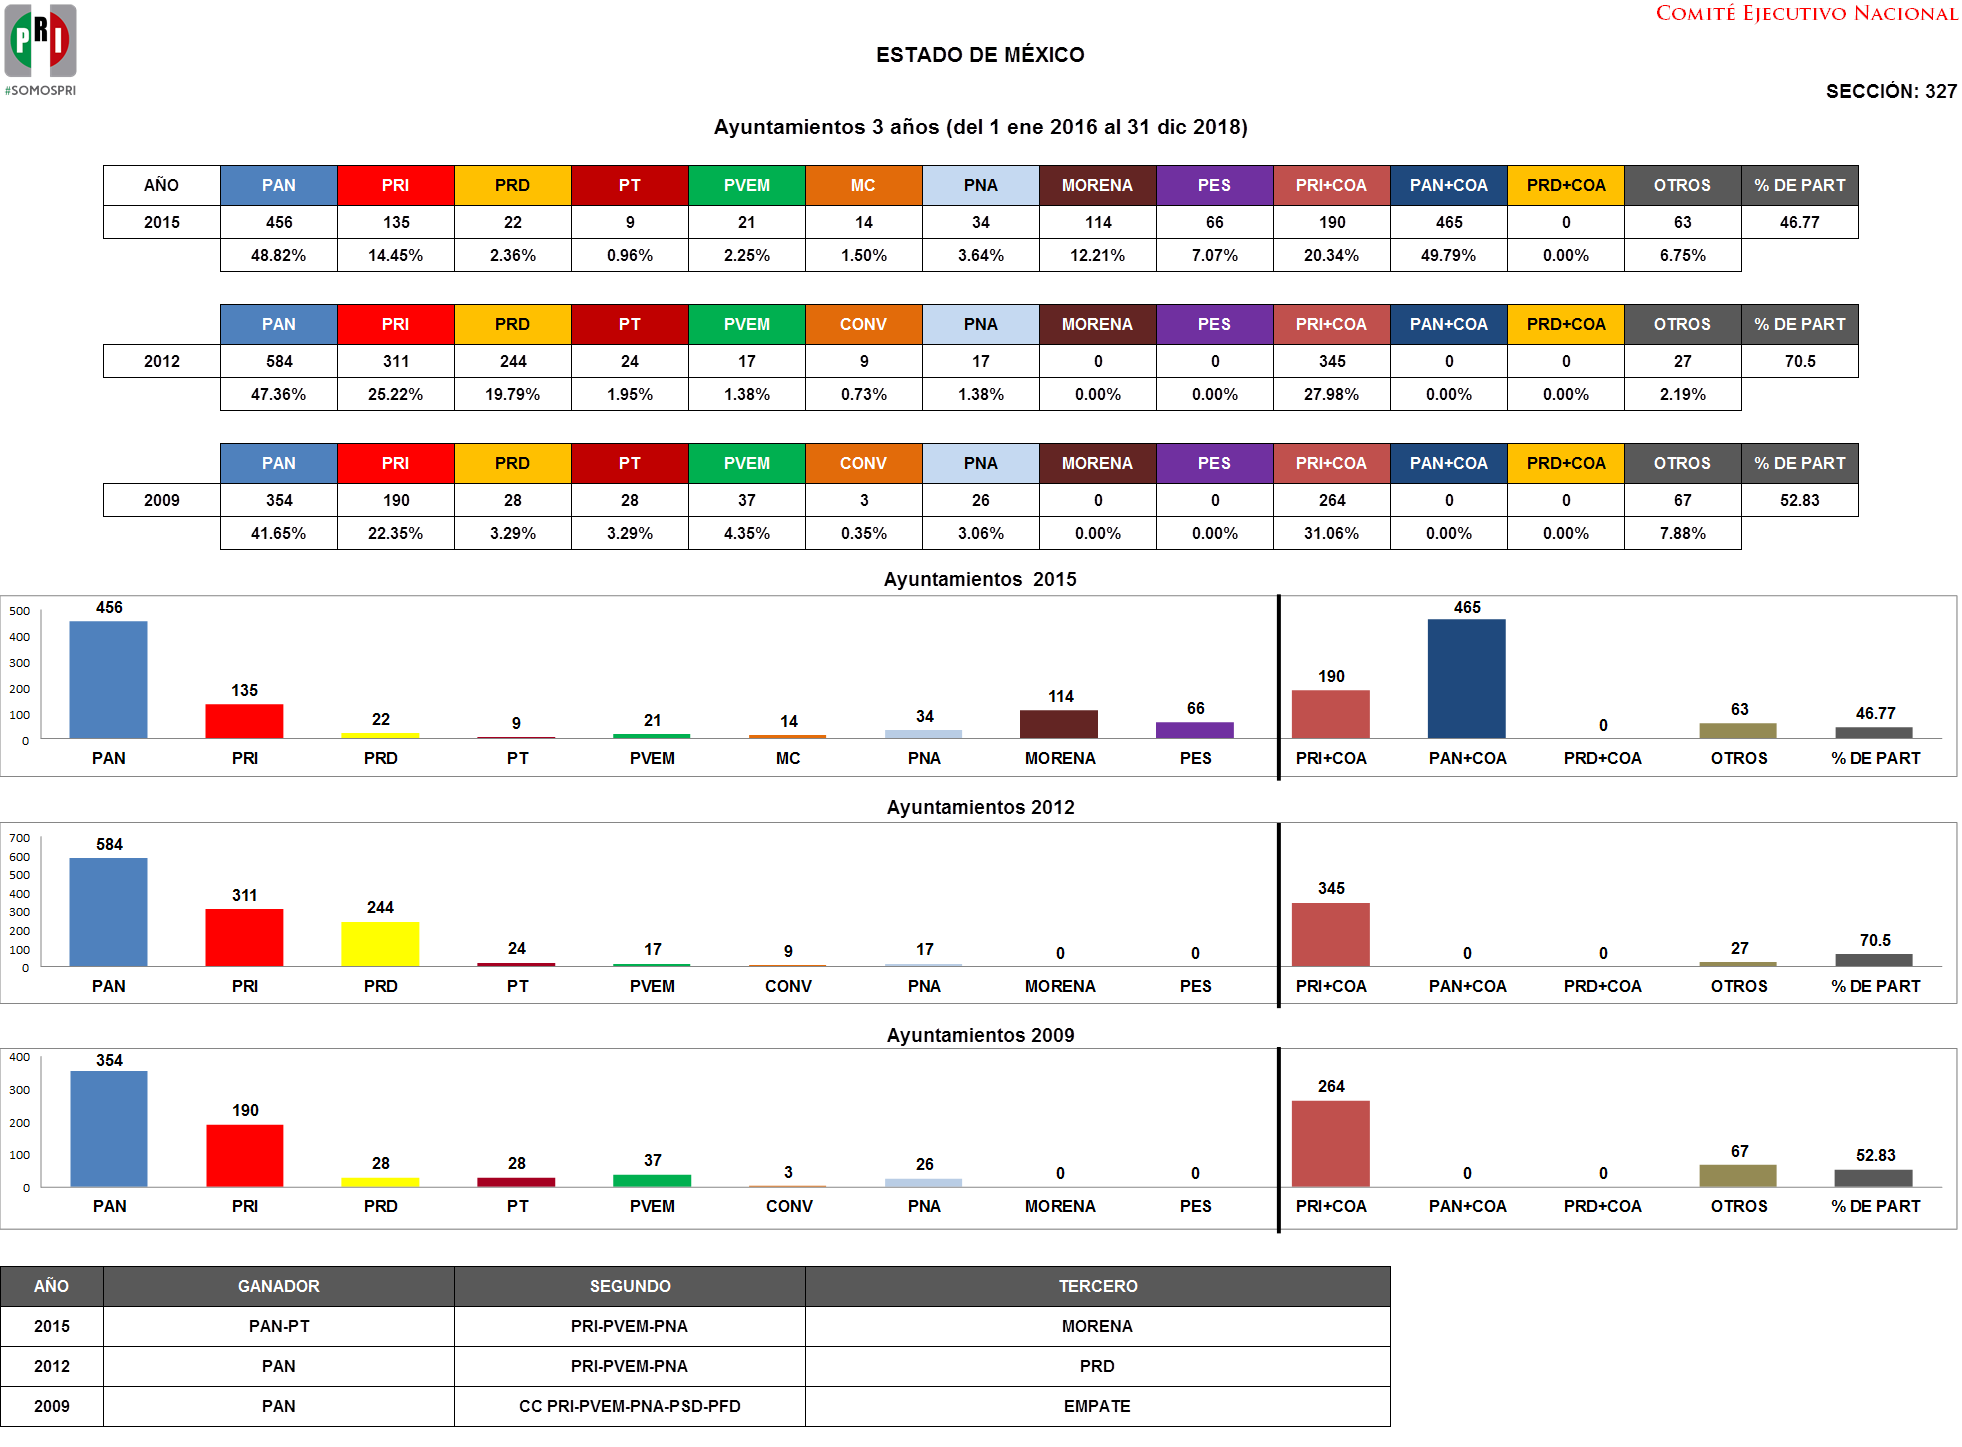 COMITÉ EJECUTIVO NACIONAL
PRI
#SOMOSPRI
ESTADO DE MÉXICO
SECCIÓN: 327
Ayuntamientos 3 años (del 1 ene 2016 al 31 dic 2018)
AÑO PAN PRI PRD PT PVEM MC PNA MORENA PES PRI+COA PAN+COA PRD+COA OTROS % DE PART
2015 456 135 22 9 21 14 34 114 66 190 465 0 63 46.77
48.82% 14.45% 2.36% 0.96% 2.25% 1.50% 3.64% 12.21% 7.07% 20.34% 49.79% 0.00% 6.75%
PAN PRI PRD PT PVEM CONV PNA MORENA PES PRI+COA PAN+COA PRD+COA OTROS % DE PART
2012 584 311 244 24 17 9 17 0 0 345 0 0 27 70.5
47.36% 25.22% 19.79% 1.95% 1.38% 0.73% 1.38% 0.00% 0.00% 27.98% 0.00% 0.00% 2.19%
PAN PRI PRD PT PVEM CONV PNA MORENA PES PRI+COA PAN+COA PRD+COA OTROS % DE PART
2009 354 190 28 28 37 3 26 0 0 264 0 0 67 52.83
41.65% 22.35% 3.29% 3.29% 4.35% 0.35% 3.06% 0.00% 0.00% 31.06% 0.00% 0.00% 7.88%
Ayuntamientos 2015
500
400
300
200
100
0
456 135 22 9 21 14 34 114 66 190 465 0 63 46.77
PAN PRI PRD PT PVEM MC PNA MORENA PES PRI+COA PAN+COA PRD+COA OTROS % DE PART
Ayuntamientos 2012
700
600
500
400
300
200
100
0
584 311 244 24 17 9 17 0 0 345 0 0 27 70.5
PAN PRI PRD PT PVEM CONV PNA MORENA PES PRI+COA PAN+COA PRD+COA OTROS % DE PART
Ayuntamientos 2009
400
300
200
100
0
354 190 28 28 37 3 26 0 0 264 0 0 67 52.83
PAN PRI PRD PT PVEM CONV PNA MORENA PES PRI+COA PAN+COA PRD+COA OTROS % DE PART
AÑO GANADOR SEGUNDO TERCERO
2015 PAN-PT PRI-PVEM-PNA MORENA
2012 PAN PRI-PVEM-PNA PRD
2009 PAN CC PRI-PVEM-PNA-PSD-PFD EMPATE